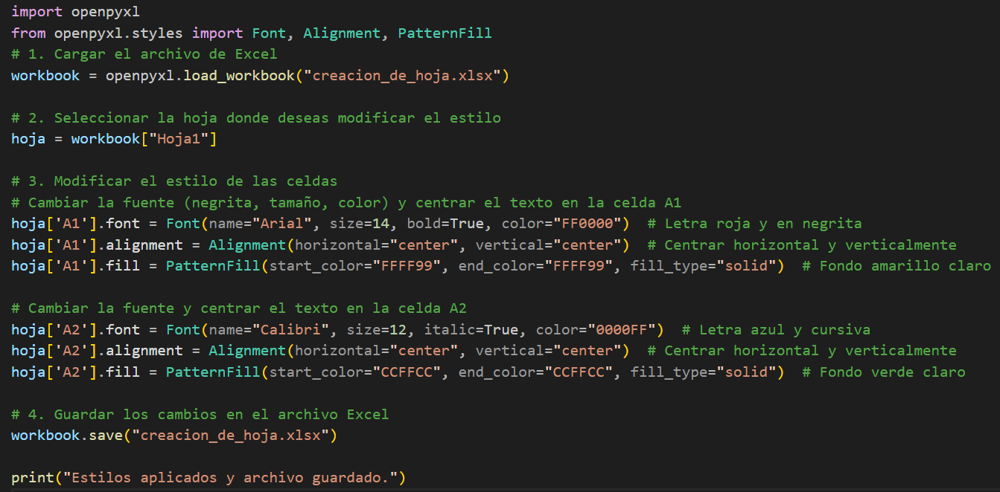 import openpyxl
from openpyxl.styles import Font, Alignment, PatternFill
# 1. Cargar el archivo de Excel
workbook = openpyxl.load_workbook("creacion_de_hoja.xlsx")
# 2. Seleccionar la hoja donde deseas modificar el estilo
hoja = workbook["Hoja1"]
# 3. Modificar el estilo de las celdas
# Cambiar la fuente (negrita, tamaño, color) y centrar el texto en la celda A1
hoja['A1'].font = Font(name="Arial", size=14, bold=True, color="FF0000")  # Letra roja y en negrita
hoja['A1'].alignment = Alignment(horizontal="center", vertical="center")  # Centrar horizontal y verticalmente
hoja['A1'].fill = PatternFill(start_color="FFFF99", end_color="FFFF99", fill_type="solid")  # Fondo amarillo claro
# Cambiar la fuente y centrar el texto en la celda A2
hoja['A2'].font = Font(name="Calibri", size=12, italic=True, color="0000FF")  # Letra azul y cursiva
hoja['A2'].alignment = Alignment(horizontal="center", vertical="center")  # Centrar horizontal y verticalmente
hoja['A2'].fill = PatternFill(start_color="CCFFCC", end_color="CCFFCC", fill_type="solid")  # Fondo verde claro
# 4. Guardar los cambios en el archivo Excel
workbook.save("creacion_de_hoja.xlsx")
print("Estilos aplicados y archivo guardado.")